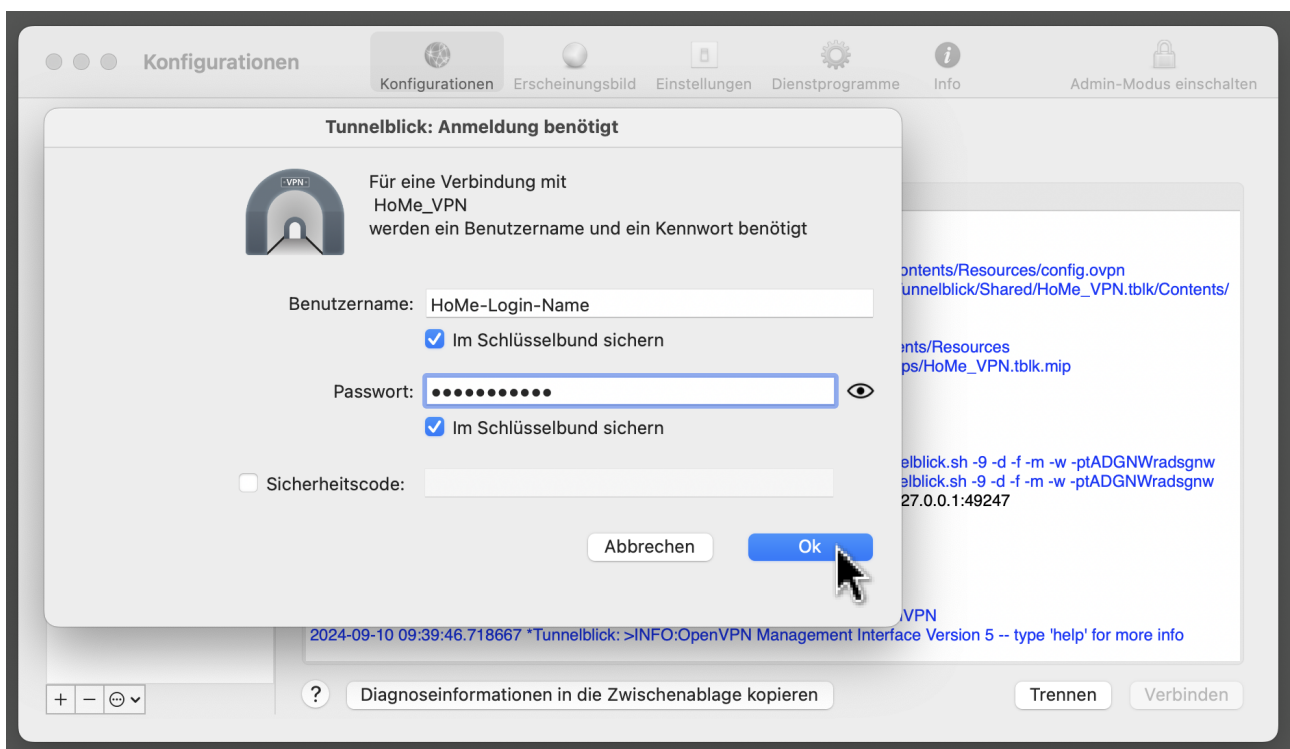 Konfigurationen
Konfigurationen
Erscheinungsbild
Einstellungen
Dienstprogramme
Info
Admin-Modus einschalten
Tunnelblick: Anmeldung benötigt
VPN
Für eine Verbindung mit
HoMe_VPN
werden ein Benutzername und ein Kennwort benötigt
Benutzername: HoMe-Login-Name
Im Schlüsselbund sichern
Passwort: •••••••••••
Im Schlüsselbund sichern
Sicherheitscode:
Abbrechen
Ok
ontents/Resources/config.ovpn
unnelblick/Shared/HoMe_VPN.tblk/Contents/
ents/Resources
ps/HoMe_VPN.tblk.mip
elblick.sh -9 -d -f -m -w -ptADGNWradsgnw
elblick.sh -9 -d -f -m -w -ptADGNWradsgnw
27.0.0.1:49247
VPN
2024-09-10 09:39:46.718667 *Tunnelblick: >INFO:OpenVPN Management Interface Version 5 -- type 'help' for more info
?
Diagnoseinformationen in die Zwischenablage kopieren
Trennen
Verbinden